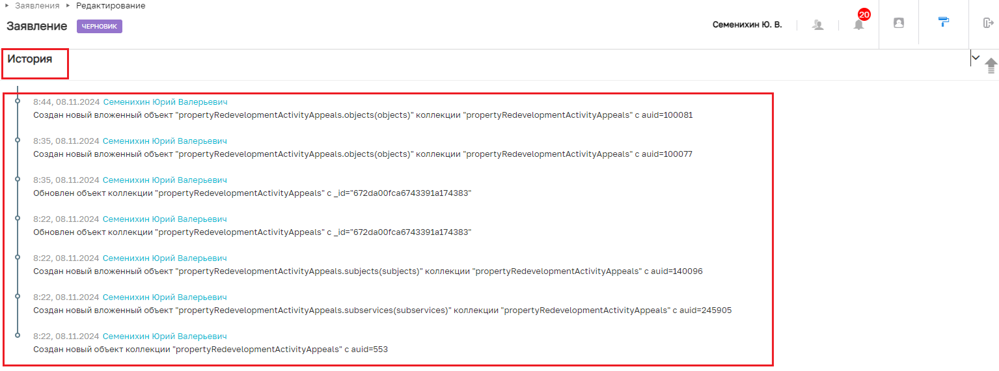 Заявления Редактирование
Заявление ЧЕРНОВИК
Семенихин Ю. В. 20
История
8:44, 08.11.2024 Семенихин Юрий Валерьевич
Создан новый вложенный объект "propertyRedevelopmentActivityAppeals.objects(objects)" коллекции "propertyRedevelopmentActivityAppeals" с auid=100081
8:35, 08.11.2024 Семенихин Юрий Валерьевич
Создан новый вложенный объект "propertyRedevelopmentActivityAppeals.objects(objects)" коллекции "propertyRedevelopmentActivityAppeals" с auid=100077
8:35, 08.11.2024 Семенихин Юрий Валерьевич
Обновлен объект коллекции "propertyRedevelopmentActivityAppeals" с _id="672da00fca6743391a174383"
8:22, 08.11.2024 Семенихин Юрий Валерьевич
Обновлен объект коллекции "propertyRedevelopmentActivityAppeals" с _id="672da00fca6743391a174383"
8:22, 08.11.2024 Семенихин Юрий Валерьевич
Создан новый вложенный объект "propertyRedevelopmentActivityAppeals.subjects(subjects)" коллекции "propertyRedevelopmentActivityAppeals" с auid=140096
8:22, 08.11.2024 Семенихин Юрий Валерьевич
Создан новый вложенный объект "propertyRedevelopmentActivityAppeals.subservices(subservices)" коллекции "propertyRedevelopmentActivityAppeals" с auid=245905
8:22, 08.11.2024 Семенихин Юрий Валерьевич
Создан новый объект коллекции "propertyRedevelopmentActivityAppeals" с auid=553